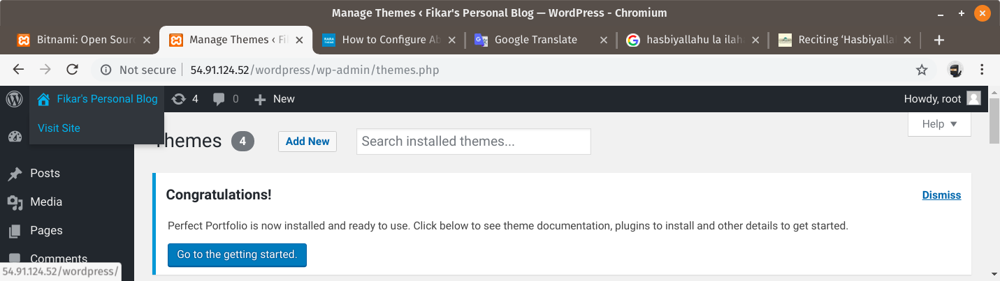 Manage Themes ‹ Fikar's Personal Blog — WordPress - Chromium
Bitnami: Open Sour
Manage Themes ‹ Fi
How to Configure Ab
Google Translate
hasbiyallahu la ilah
Reciting ‘Hasbiyalla
Not secure
54.91.124.52/wordpress/wp-admin/themes.php
Fikar's Personal Blog
4
0
New
Howdy, root
Visit Site
Themes
4
Add New
Search installed themes...
Help
Posts
Media
Pages
Comments
Congratulations!
Dismiss
Perfect Portfolio is now installed and ready to use. Click below to see theme documentation, plugins to install and other details to get started.
Go to the getting started.
54.91.124.52/wordpress/